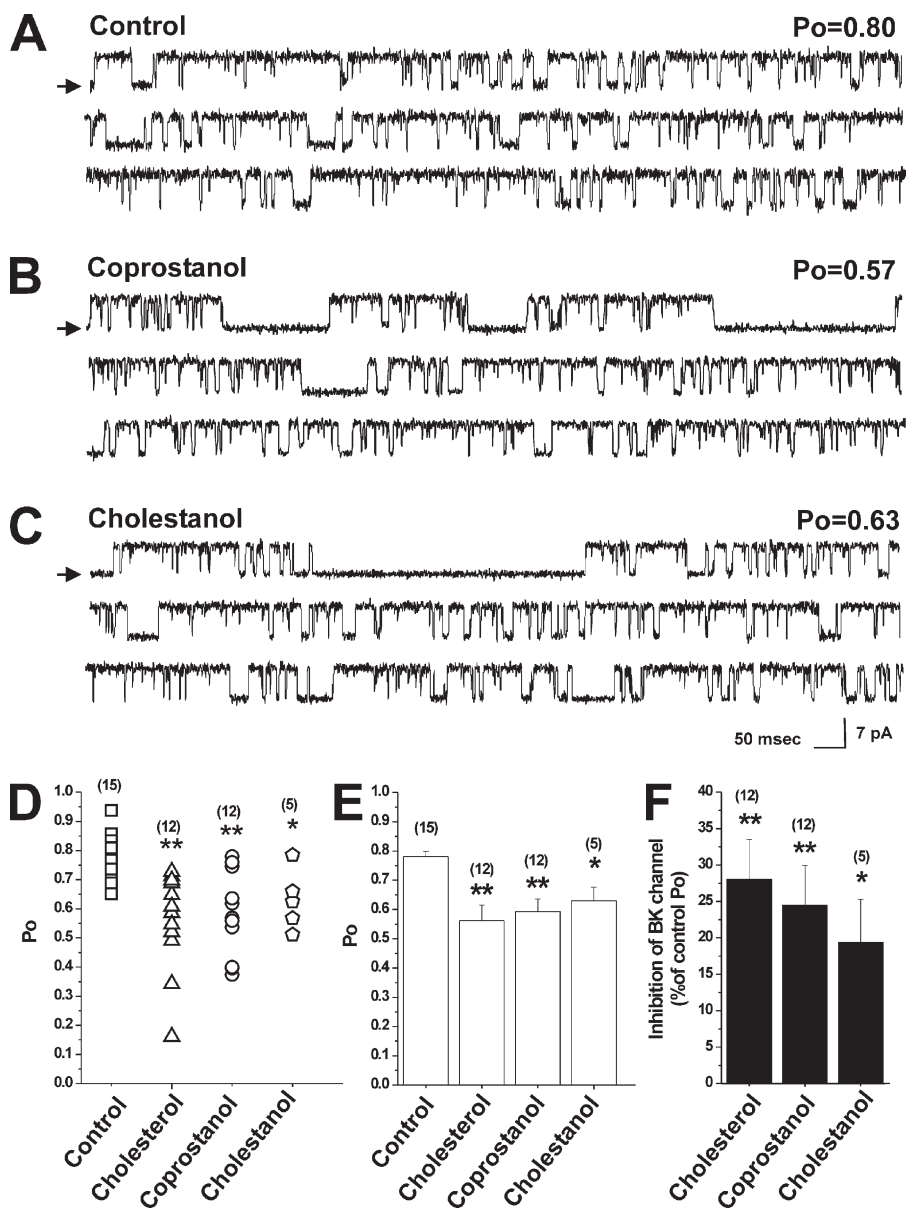 A Control Po=0.80
B Coprostanol Po=0.57
C Cholestanol Po=0.63
50 msec 7 pA
D
(15)
(12)
**
(12)
**
(5)
*
Po
1.0
0.9
0.8
0.7
0.6
0.5
0.4
0.3
0.2
0.1
0.0
Control
Cholesterol
Coprostanol
Cholestanol
E
(15)
(12)
**
(12)
**
(5)
*
Po
1.0
0.9
0.8
0.7
0.6
0.5
0.4
0.3
0.2
0.1
0.0
Control
Cholesterol
Coprostanol
Cholestanol
F
(12)
**
(12)
**
(5)
*
Inhibition of BK channel
(%of control Po)
40
35
30
25
20
15
10
5
0
Cholesterol
Coprostanol
Cholestanol